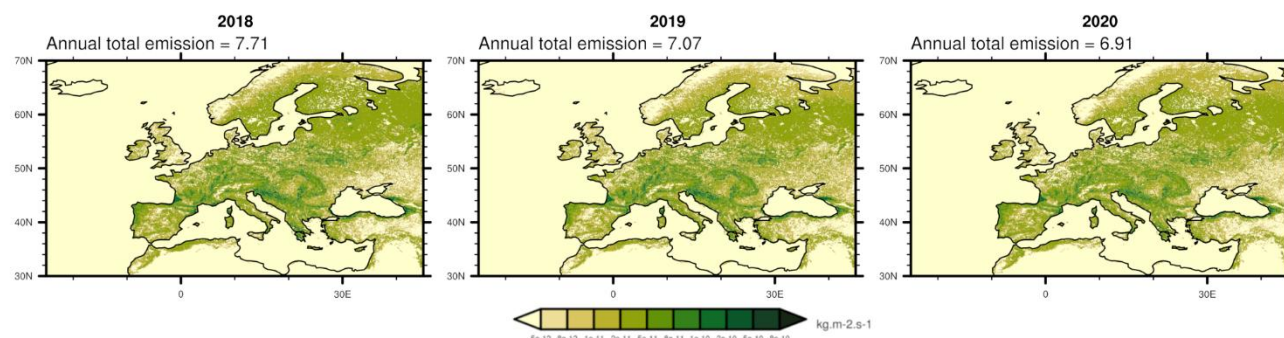 2018
Annual total emission = 7.71
70N
60N
50N
40N
30N
0
30E
2019
Annual total emission = 7.07
70N
60N
50N
40N
30N
0
30E
2020
Annual total emission = 6.91
70N
60N
50N
40N
30N
0
30E
kg.m-2.s-1